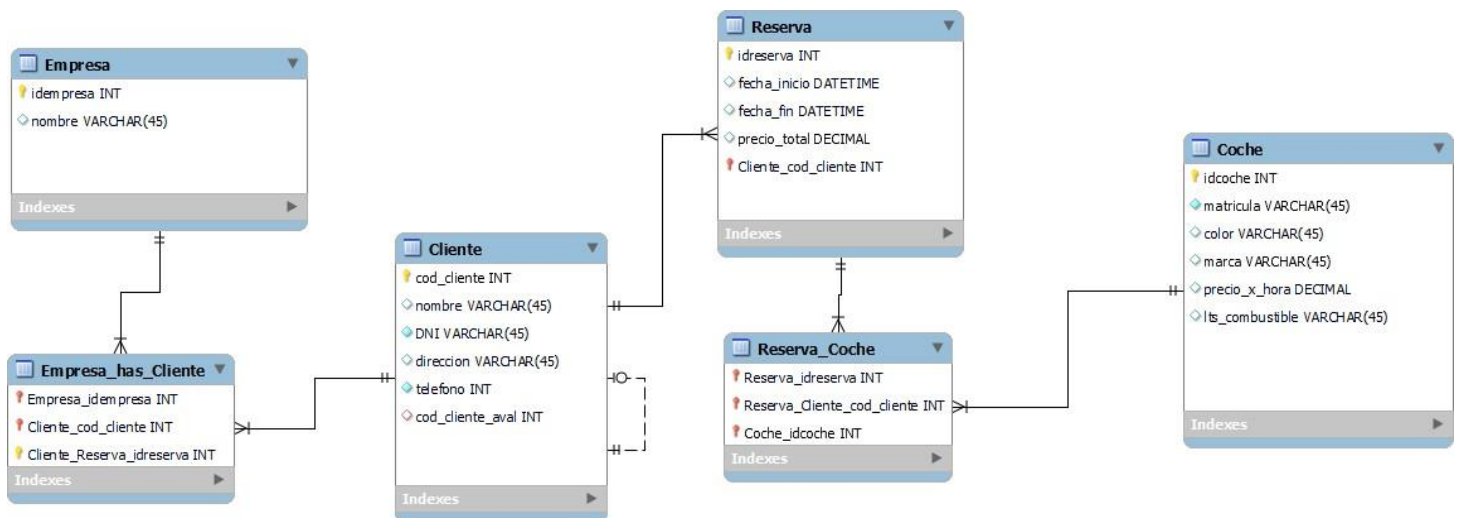 Empresa
idempresa INT
nombre VARCHAR(45)
Indexes
Empresa_has_Cliente
Empresa_idempresa INT
Cliente_cod_cliente INT
Cliente_Reserva_idreserva INT
Indexes
Cliente
cod_cliente INT
nombre VARCHAR(45)
DNI VARCHAR(45)
direccion VARCHAR(45)
telefono INT
cod_cliente_aval INT
Indexes
Reserva
idreserva INT
fecha_inicio DATETIME
fecha_fin DATETIME
precio_total DECIMAL
Cliente_cod_cliente INT
Indexes
Reserva_Coche
Reserva_idreserva INT
Reserva_Cliente_cod_cliente INT
Coche_idcoche INT
Indexes
Coche
idcoche INT
matricula VARCHAR(45)
color VARCHAR(45)
marca VARCHAR(45)
precio_x_hora DECIMAL
lts_combustible VARCHAR(45)
Indexes